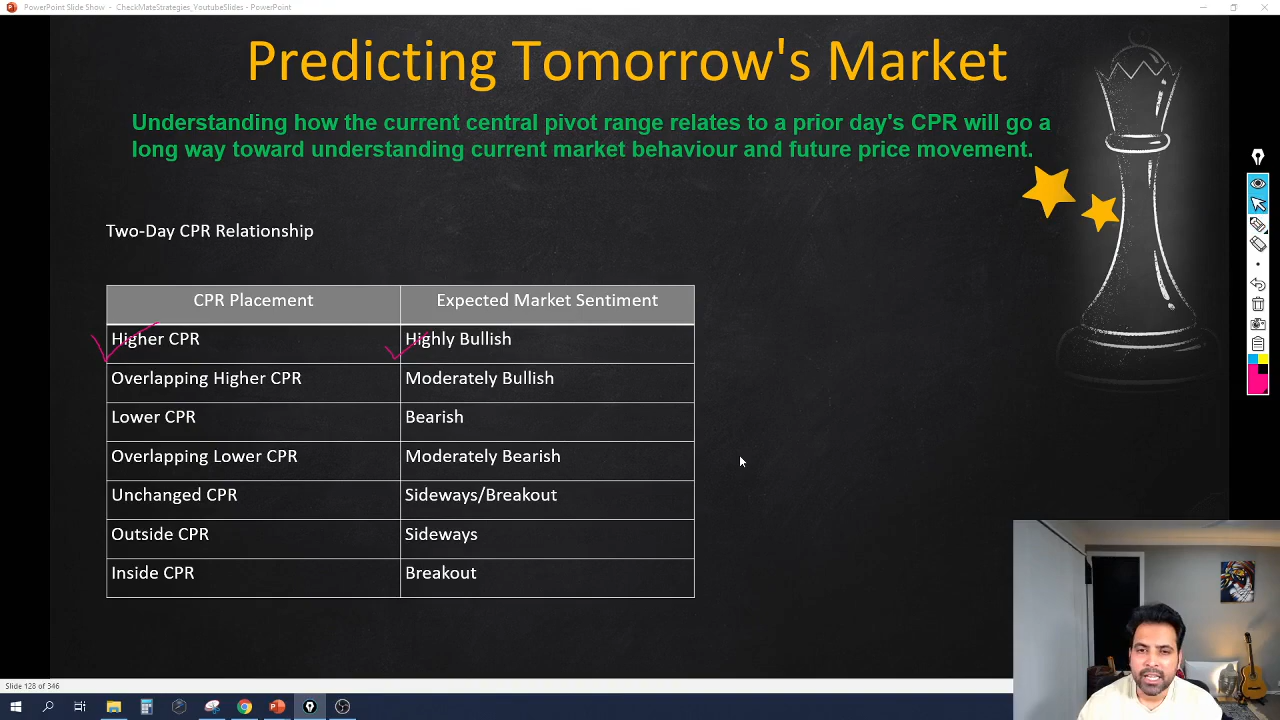 PowerPoint Slide Show - CheckMateStrategies_YoutubeSlides - PowerPoint
Predicting Tomorrow's Market
Understanding how the current central pivot range relates to a prior day's CPR will go a
long way toward understanding current market behaviour and future price movement.
Two-Day CPR Relationship
CPR Placement Expected Market Sentiment
Higher CPR Highly Bullish
Overlapping Higher CPR Moderately Bullish
Lower CPR Bearish
Overlapping Lower CPR Moderately Bearish
Unchanged CPR Sideways/Breakout
Outside CPR Sideways
Inside CPR Breakout
Slide 128 of 346